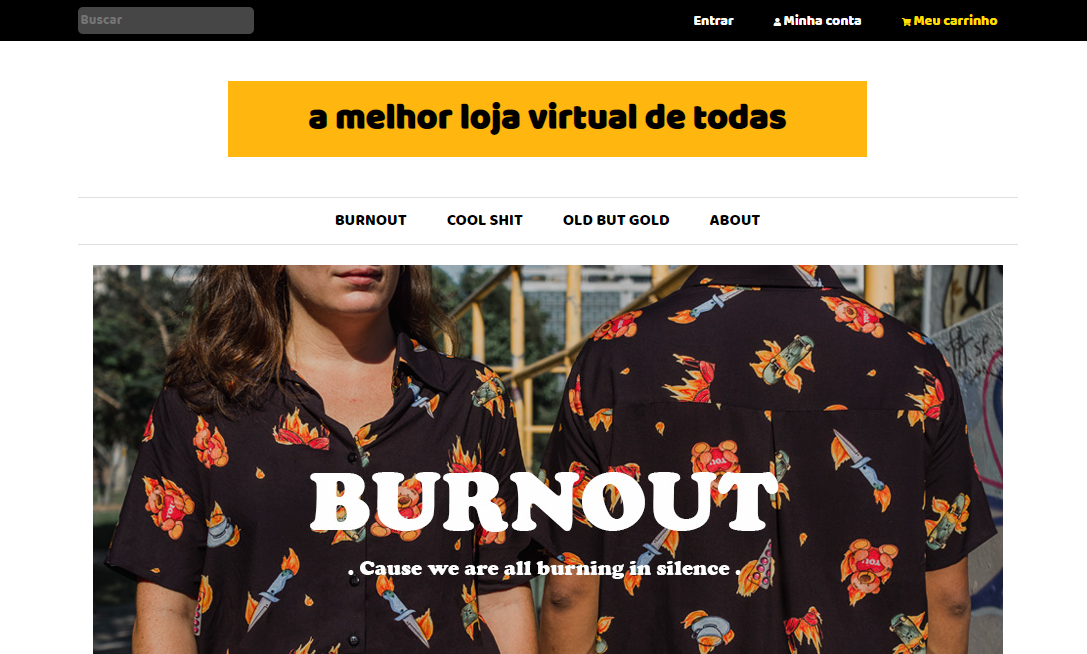 Buscar
Entrar
Minha conta
Meu carrinho
a melhor loja virtual de todas
BURNOUT
COOL SHIT
OLD BUT GOLD
ABOUT
BURNOUT
. Cause we are all burning in silence .